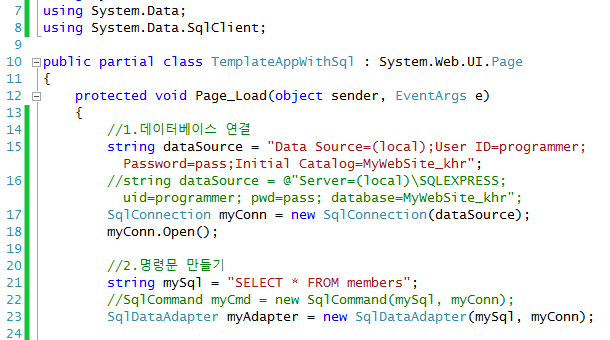 7 using System.Data;
8 using System.Data.SqlClient;
9
10 public partial class TemplateAppWithSql : System.Web.UI.Page
11 {
12 protected void Page_Load(object sender, EventArgs e)
13 {
14 //1.데이터베이스 연결
15 string dataSource = "Data Source=(local);User ID=programmer;
Password=pass;Initial Catalog=MyWebSite_khr";
16 //string dataSource = @"Server=(local)\SQLEXPRESS;
uid=programmer; pwd=pass; database=MyWebSite_khr";
17 SqlConnection myConn = new SqlConnection(dataSource);
18 myConn.Open();
19
20 //2.명령문 만들기
21 string mySql = "SELECT * FROM members";
22 //SqlCommand myCmd = new SqlCommand(mySql, myConn);
23 SqlDataAdapter myAdapter = new SqlDataAdapter(mySql, myConn);
24